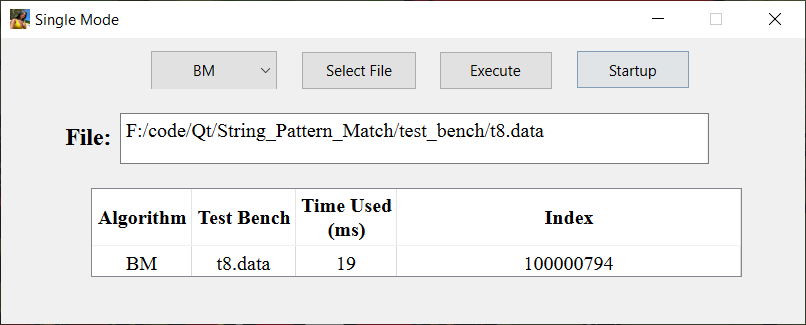 Single Mode
BM Select File Execute Startup
File: F:/code/Qt/String_Pattern_Match/test_bench/t8.data
Algorithm Test Bench Time Used (ms) Index
BM t8.data 19 100000794